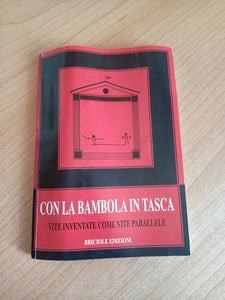 CON LA BAMBOLA IN TASCA
VITE INVENTATE COME VITE PARALLELE
BRICIOLE EDIZIONI